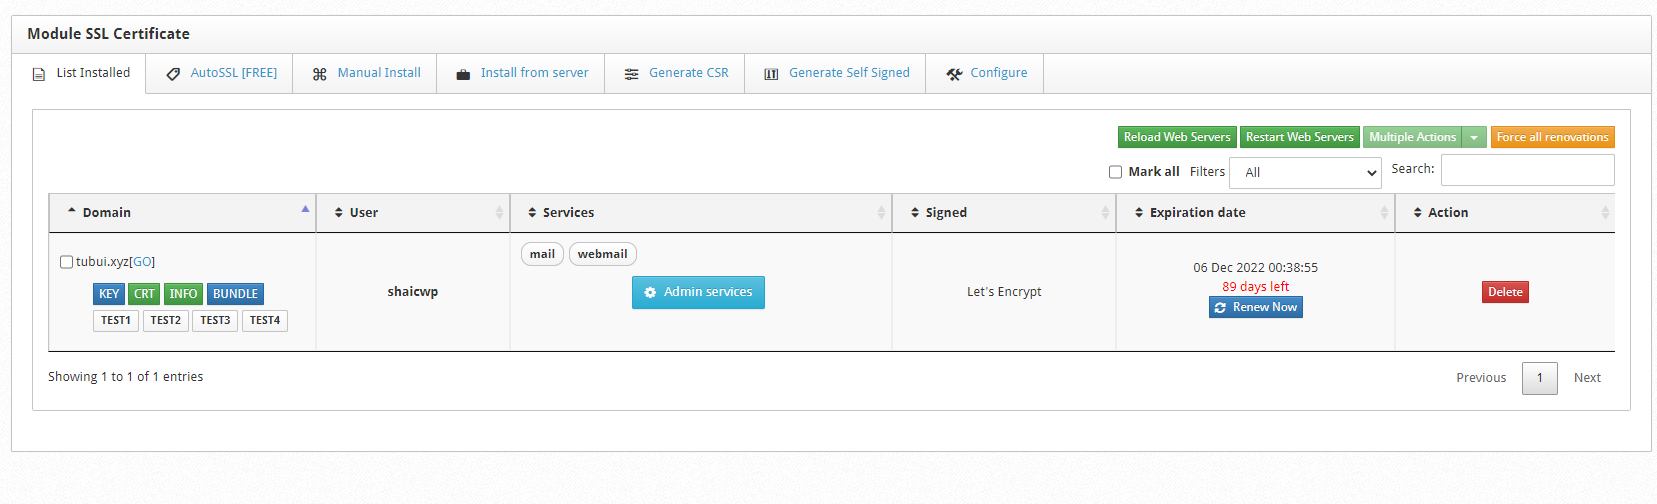 Module SSL Certificate
List Installed AutoSSL [FREE] Manual Install Install from server Generate CSR Generate Self Signed Configure
Reload Web Servers Restart Web Servers Multiple Actions Force all renovations
Mark all Filters All Search:
Domain User Services Signed Expiration date Action
tubui.xyz[GO]
KEY CRT INFO BUNDLE
TEST1 TEST2 TEST3 TEST4
shaicwp
mail webmail
Admin services
Let's Encrypt
06 Dec 2022 00:38:55
89 days left
Renew Now
Delete
Showing 1 to 1 of 1 entries
Previous 1 Next